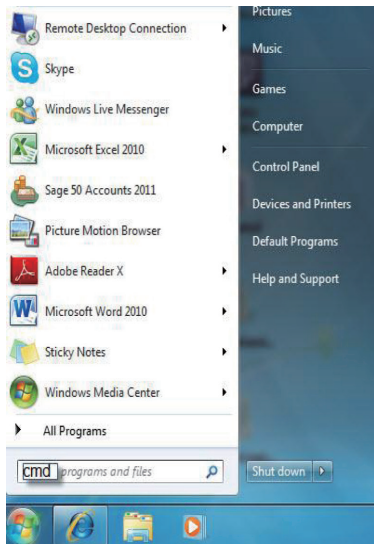 Remote Desktop Connection
Skype
Windows Live Messenger
Microsoft Excel 2010
Sage 50 Accounts 2011
Picture Motion Browser
Adobe Reader X
Microsoft Word 2010
Sticky Notes
Windows Media Center
All Programs
cmd programs and files
Pictures
Music
Games
Computer
Control Panel
Devices and Printers
Default Programs
Help and Support
Shut down